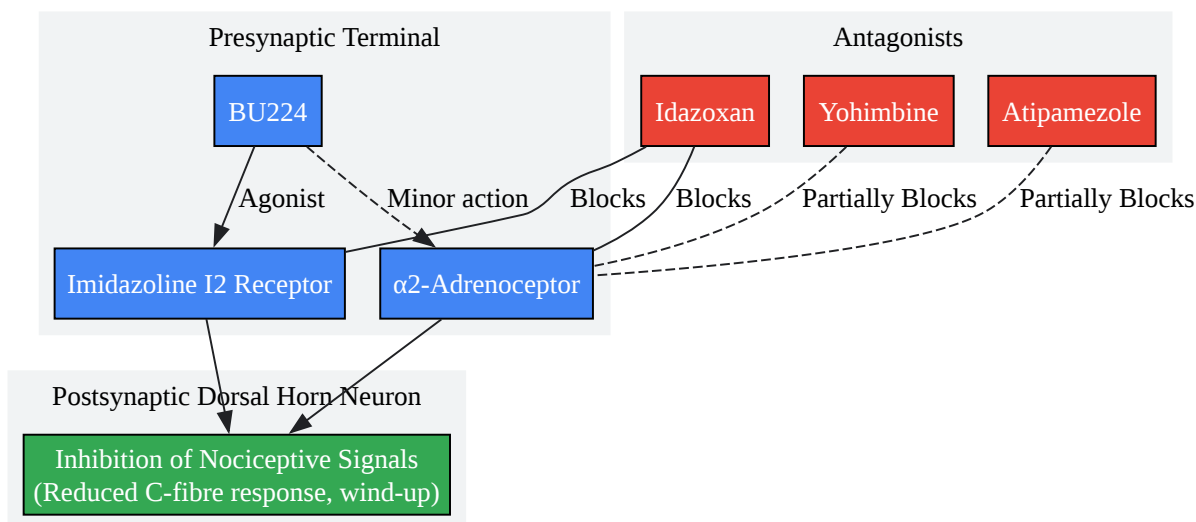 Presynaptic Terminal
Antagonists
BU224
Idazoxan
Yohimbine
Atipamezole
Agonist
Minor action
Blocks
Blocks
Partially Blocks
Partially Blocks
Imidazoline I2 Receptor
α2-Adrenoceptor
Postsynaptic Dorsal Horn Neuron
Inhibition of Nociceptive Signals
(Reduced C-fibre response, wind-up)